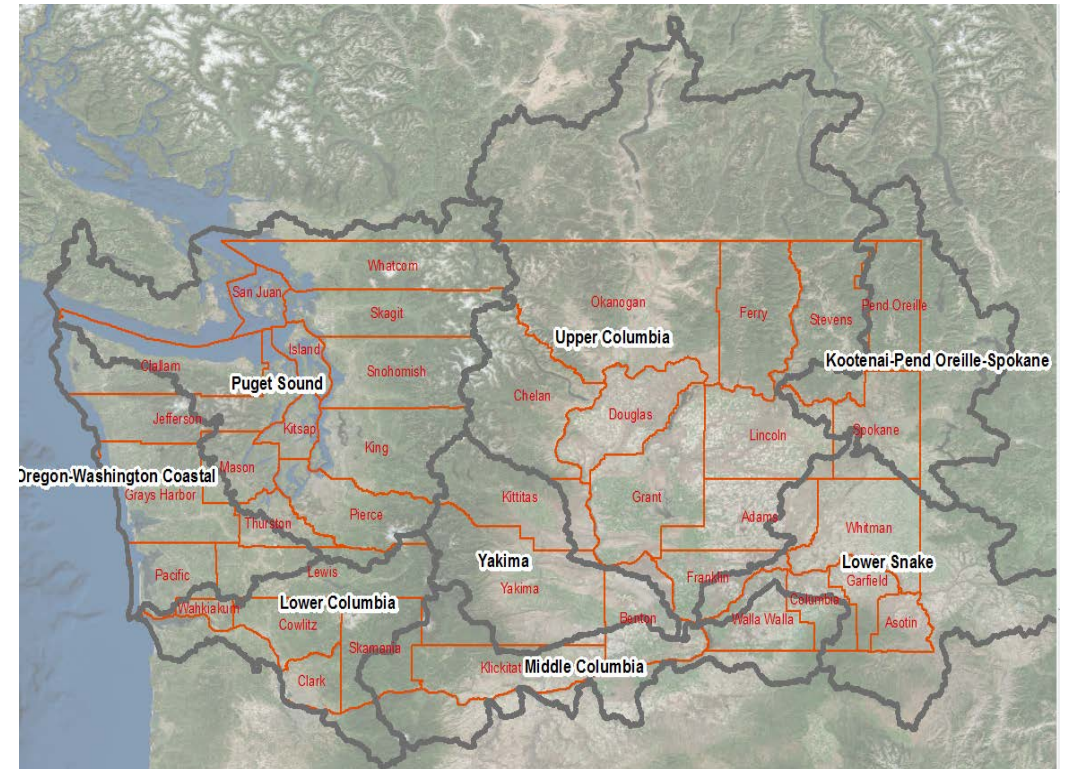 Whatcom
San Juan
Skagit
Okanogan
Ferry
Stevens
Pend Oreille
Island
Upper Columbia
Clallam
Snohomish
Kootenai-Pend Oreille-Spokane
Puget Sound
Chelan
Jefferson
Kitsap
Douglas
Lincoln
Spokane
King
Mason
Oregon-Washington Coastal
Grays Harbor
Kittitas
Grant
Pierce
Adams
Whitman
Thurston
Yakima
Lower Snake
Pacific
Lewis
Yakima
Franklin
Garfield
Wahkiakum
Lower Columbia
Columbia
Cowlitz
Benton
Walla Walla
Asotin
Skamania
Klickitat
Middle Columbia
Clark